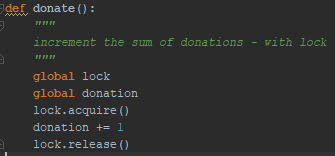 def donate():
    """
    increment the sum of donations - with lock
    """
    global lock
    global donation
    lock.acquire()
    donation += 1
    lock.release()